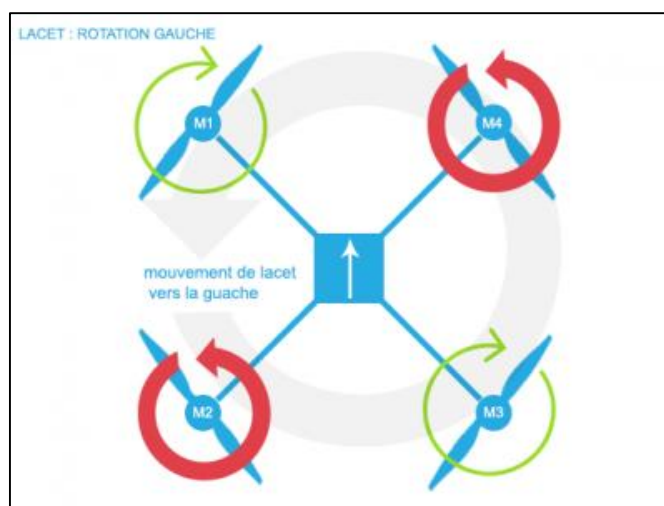 LACET : ROTATION GAUCHE
M1
M4
mouvement de lacet
vers la guache
M2
M3